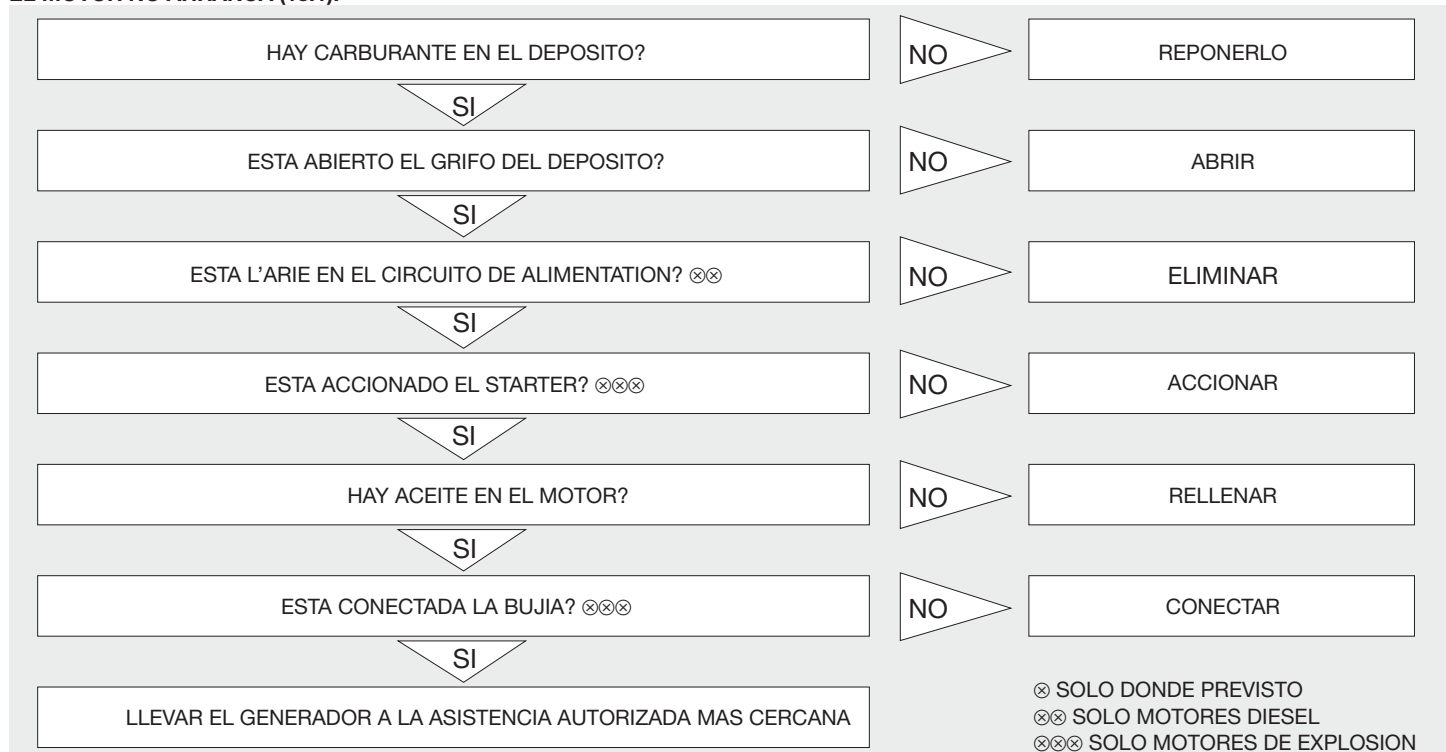 HAY CARBURANTE EN EL DEPOSITO?
NO
REPONERLO
SI
ESTA ABIERTO EL GRIFO DEL DEPOSITO?
NO
ABRIR
SI
ESTA L'ARIE EN EL CIRCUITO DE ALIMENTATION? ⊗⊗
NO
ELIMINAR
SI
ESTA ACCIONADO EL STARTER? ⊗⊗⊗
NO
ACCIONAR
SI
HAY ACEITE EN EL MOTOR?
NO
RELLENAR
SI
ESTA CONECTADA LA BUJIA? ⊗⊗⊗
NO
CONECTAR
SI
LLEVAR EL GENERADOR A LA ASISTENCIA AUTORIZADA MAS CERCANA
⊗ SOLO DONDE PREVISTO
⊗⊗ SOLO MOTORES DIESEL
⊗⊗⊗ SOLO MOTORES DE EXPLOSION